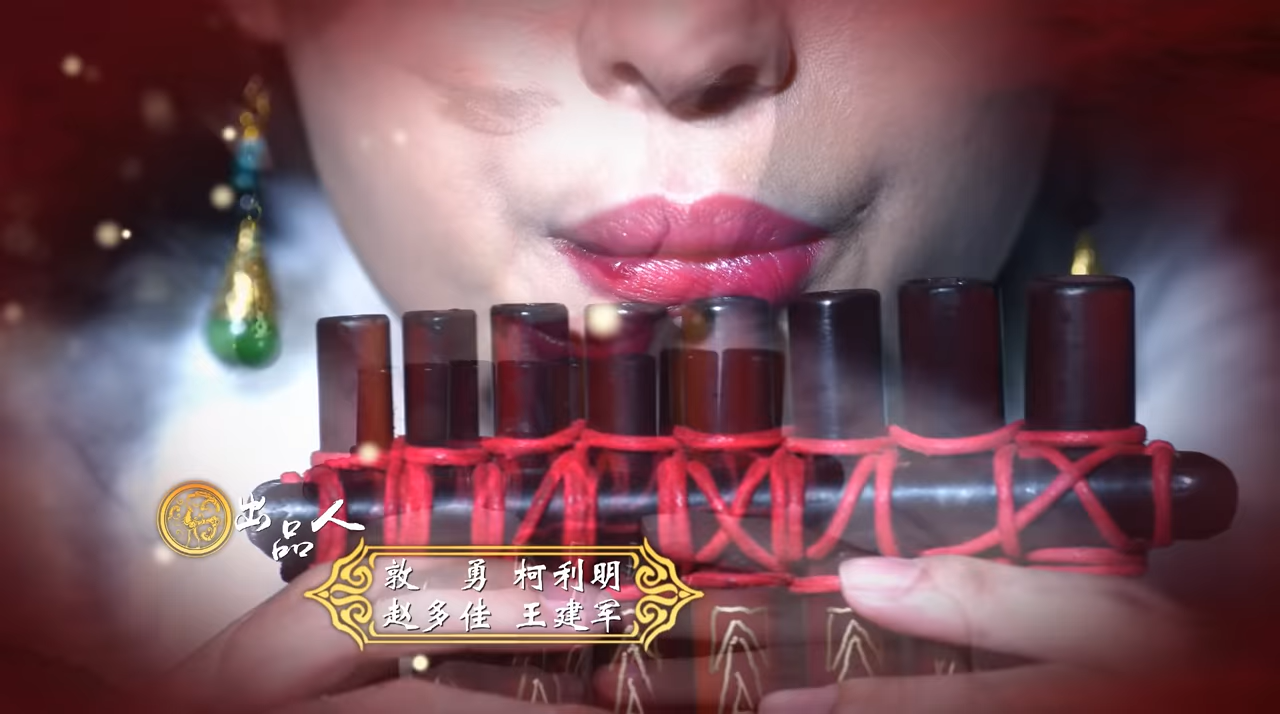 出品人
敦 勇 柯利明
赵多佳 王建军